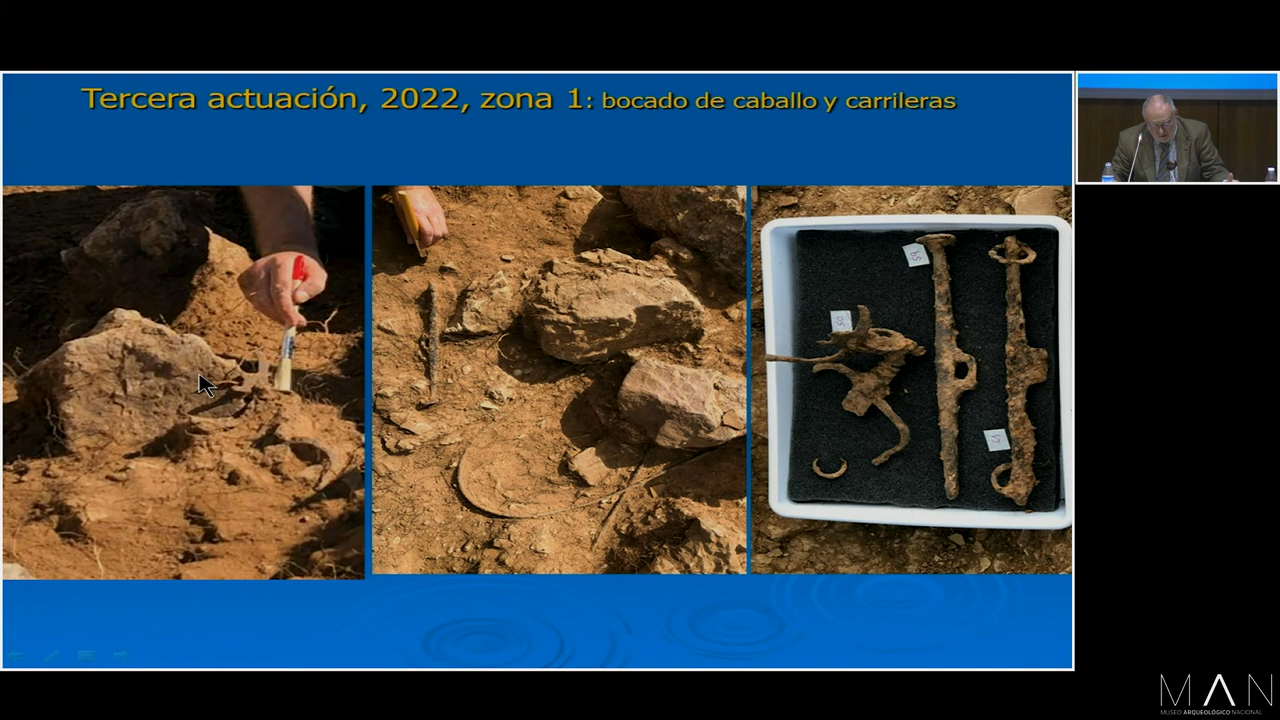 Tercera actuación, 2022, zona 1: bocado de caballo y carrileras
MAN
MUSEO ARQUEOLÓGICO NACIONAL